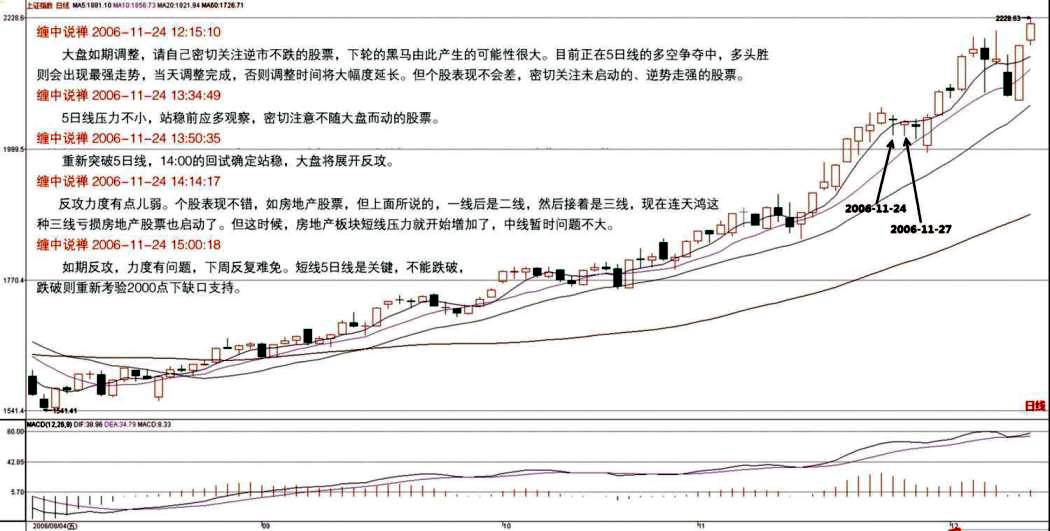 上证指数 日线 MA5:1881.10 MA10:1856.73 MA20:1821.94 MA60:1726.71
2228.6
2228.63
缠中说禅 2006-11-24 12:15:10
大盘如期调整，请自己密切关注逆市不跌的股票，下轮的黑马由此产生的可能性很大。目前正在5日线的多空争夺中，多头胜
则会出现最强走势，当天调整完成，否则调整时间将大幅度延长。但个股表现不会差，密切关注未启动的、逆势走强的股票。
缠中说禅 2006-11-24 13:34:49
5日线压力不小，站稳前应多观察，密切注意不随大盘而动的股票。
缠中说禅 2006-11-24 13:50:35
1999.5
重新突破5日线，14:00的回试确定站稳，大盘将展开反攻。
缠中说禅 2006-11-24 14:14:17
反攻力度有点儿弱。个股表现不错，如房地产股票，但上面所说的，一线后是二线，然后接着是三线，现在连天鸿这
种三线亏损房地产股票也启动了。但这时候，房地产板块短线压力就开始增加了，中线暂时问题不大。
2006-11-24
2006-11-27
缠中说禅 2006-11-24 15:00:18
如期反攻，力度有问题，下周反复难免。短线5日线是关键，不能跌破，
1770.4
跌破则重新考验2000点下缺口支持。
1541.4
1541.41
日线
MACD(12,26,9) DIF:38.96 DEA:34.79 MACD:8.33
80.00
42.85
5.70
2006/08/04(五)
09
10
11
12